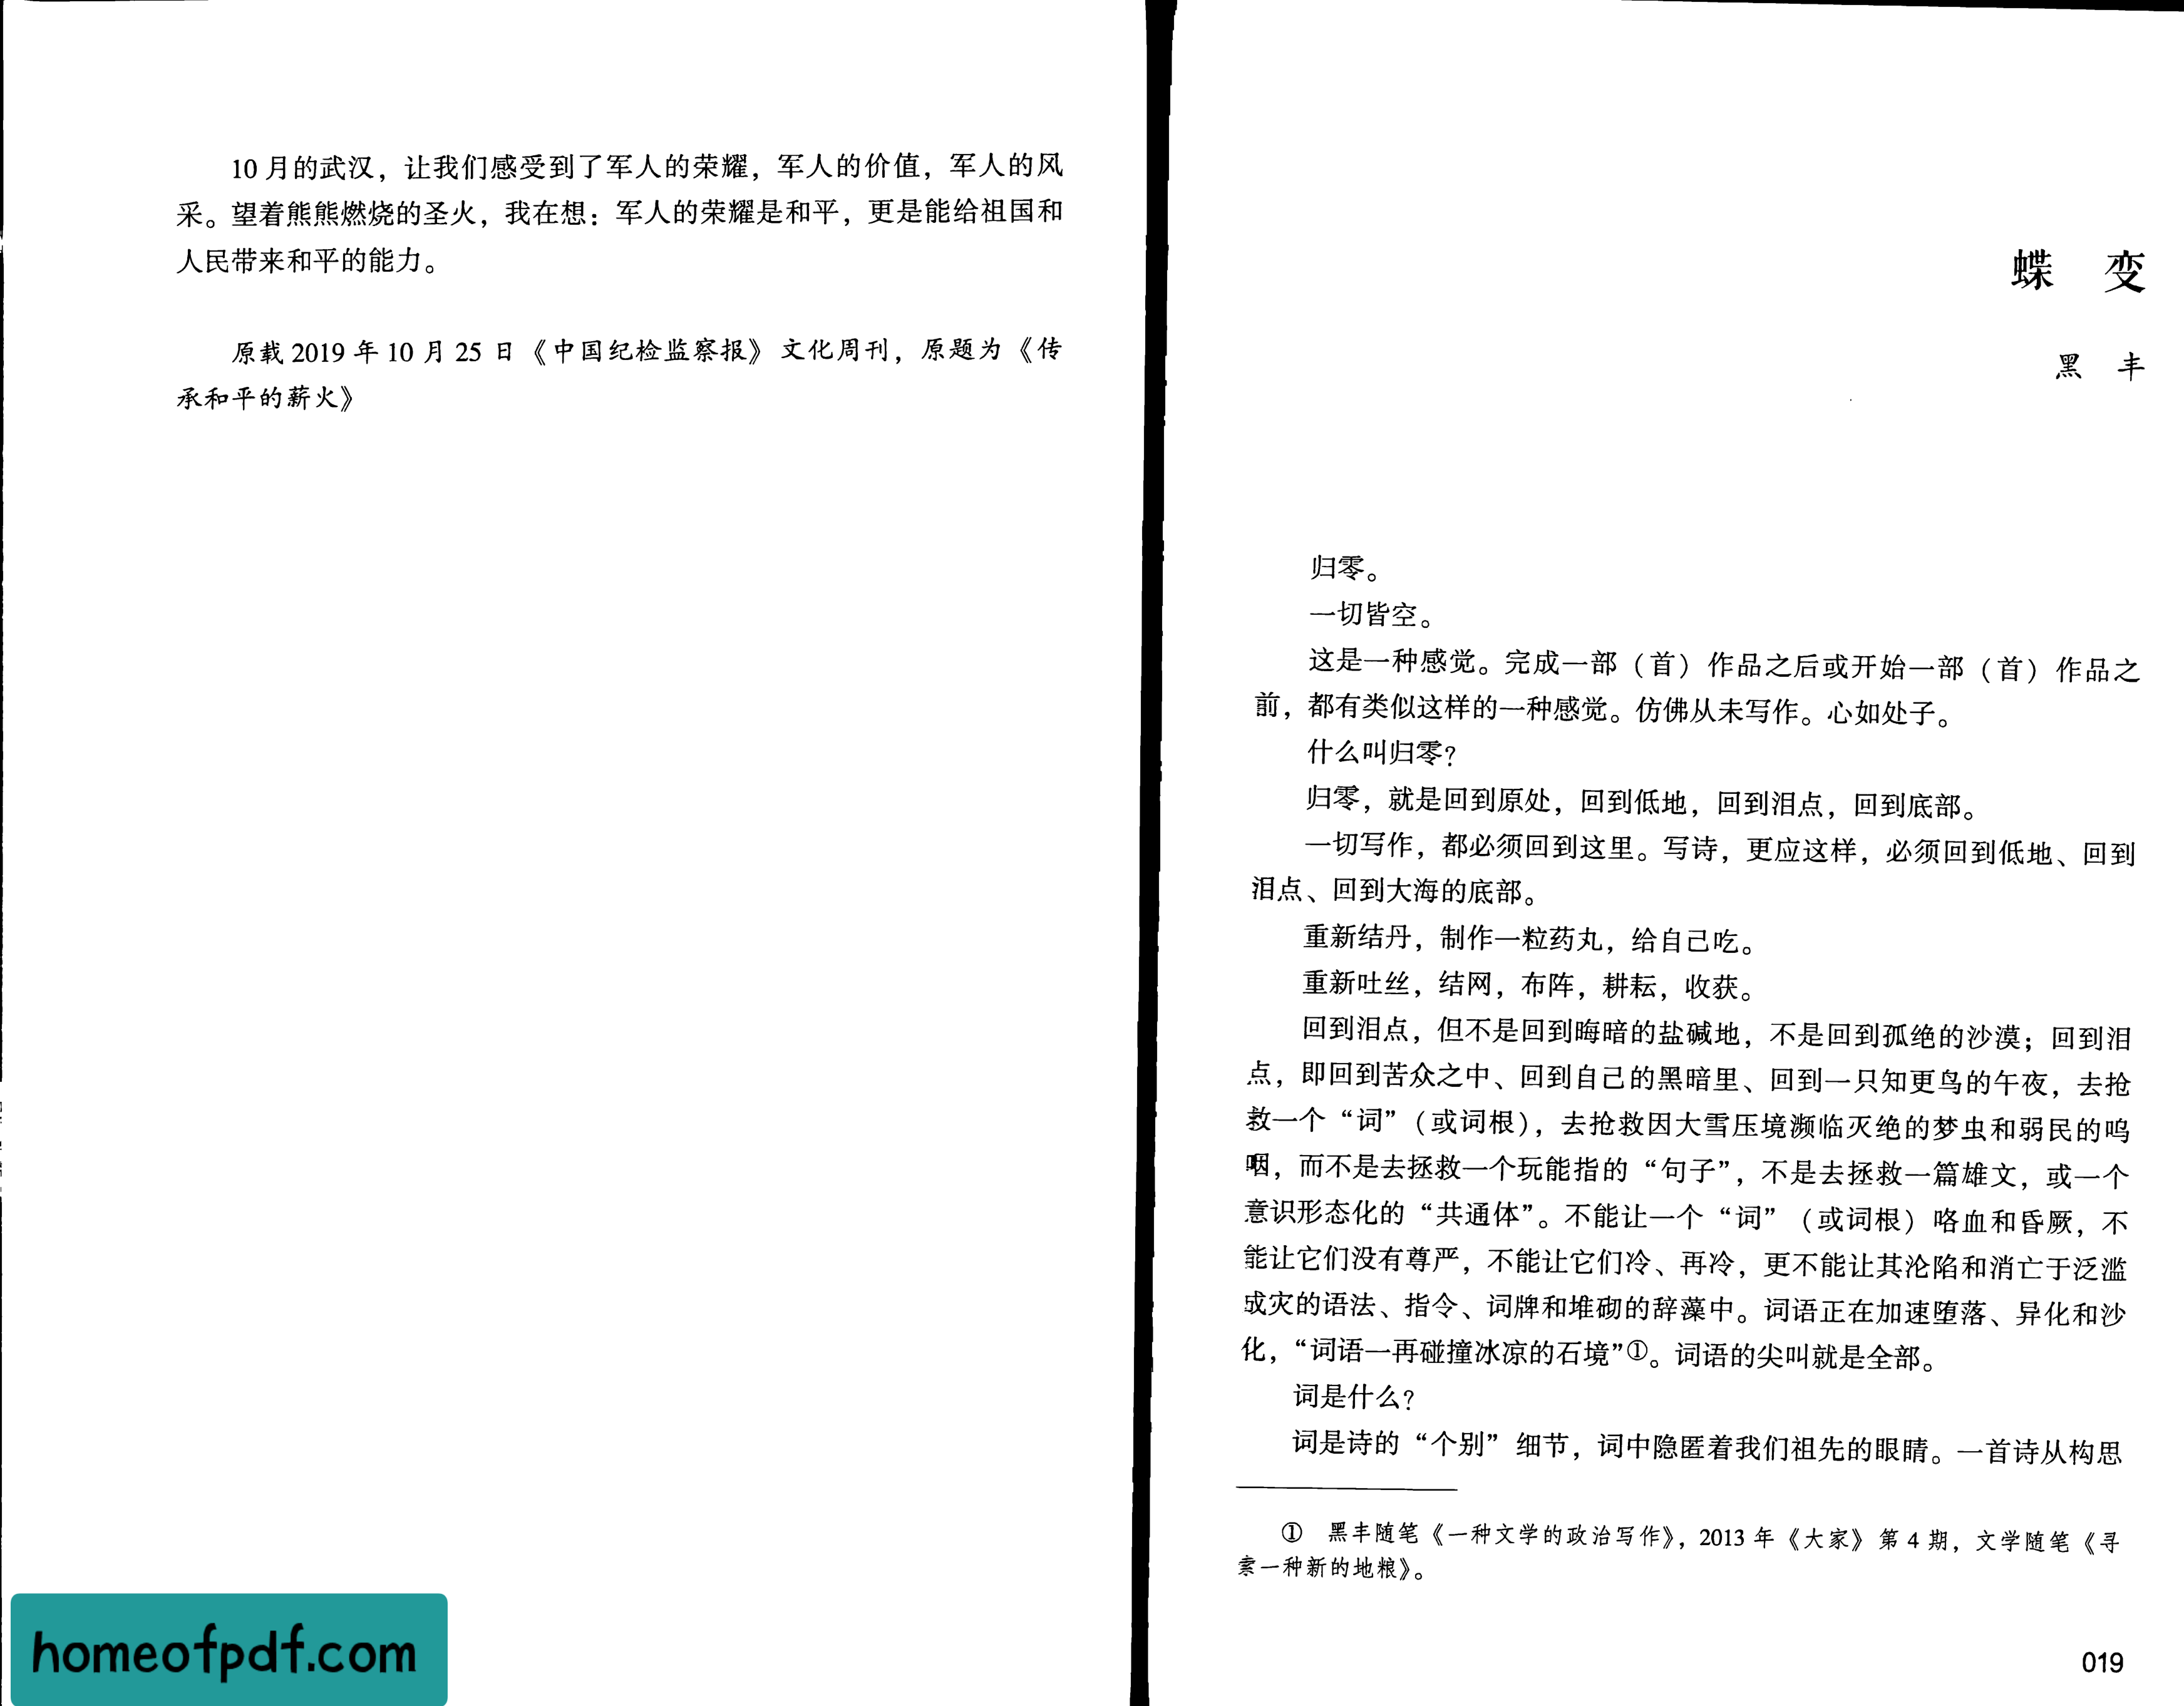 10 月的武汉，让我们感受到了军人的荣耀，军人的价值，军人的风
采。望着熊熊燃烧的圣火，我在想：军人的荣耀是和平，更是能给祖国和
人民带来和平的能力。
原载 2019 年 10 月 25 日《中国纪检监察报》文化周刊，原题为《传
承和平的薪火》
蝶 变
黑 丰
归零。
一切皆空。
这是一种感觉。完成一部（首）作品之后或开始一部（首）作品之
前，都有类似这样的一种感觉。仿佛从未写作。心如处子。
什么叫归零？
归零，就是回到原处，回到低地，回到泪点，回到底部。
一切写作，都必须回到这里。写诗，更应这样，必须回到低地、回到
泪点、回到大海的底部。
重新结丹，制作一粒药丸，给自己吃。
重新吐丝，结网，布阵，耕耘，收获。
回到泪点，但不是回到晦暗的盐碱地，不是回到孤绝的沙漠；回到泪
点，即回到苦众之中、回到自己的黑暗里、回到一只知更鸟的午夜，去抢
救一个“词”（或词根），去抢救因大雪压境濒临灭绝的梦虫和弱民的呜
咽，而不是去拯救一个玩能指的“句子”，不是去拯救一篇雄文，或一个
意识形态化的“共通体”。不能让一个“词”（或词根）咯血和昏厥，不
能让它们没有尊严，不能让它们冷、再冷，更不能让其沦陷和消亡于泛滥
成灾的语法、指令、词牌和堆砌的辞藻中。词语正在加速堕落、异化和沙
化，“词语一再碰撞冰凉的石境”①。词语的尖叫就是全部。
词是什么？
词是诗的“个别”细节，词中隐匿着我们祖先的眼睛。一首诗从构思
① 黑丰随笔《一种文学的政治写作》，2013 年《大家》第 4 期，文学随笔《寻
索一种新的地粮》。
019
homeofpdf.com